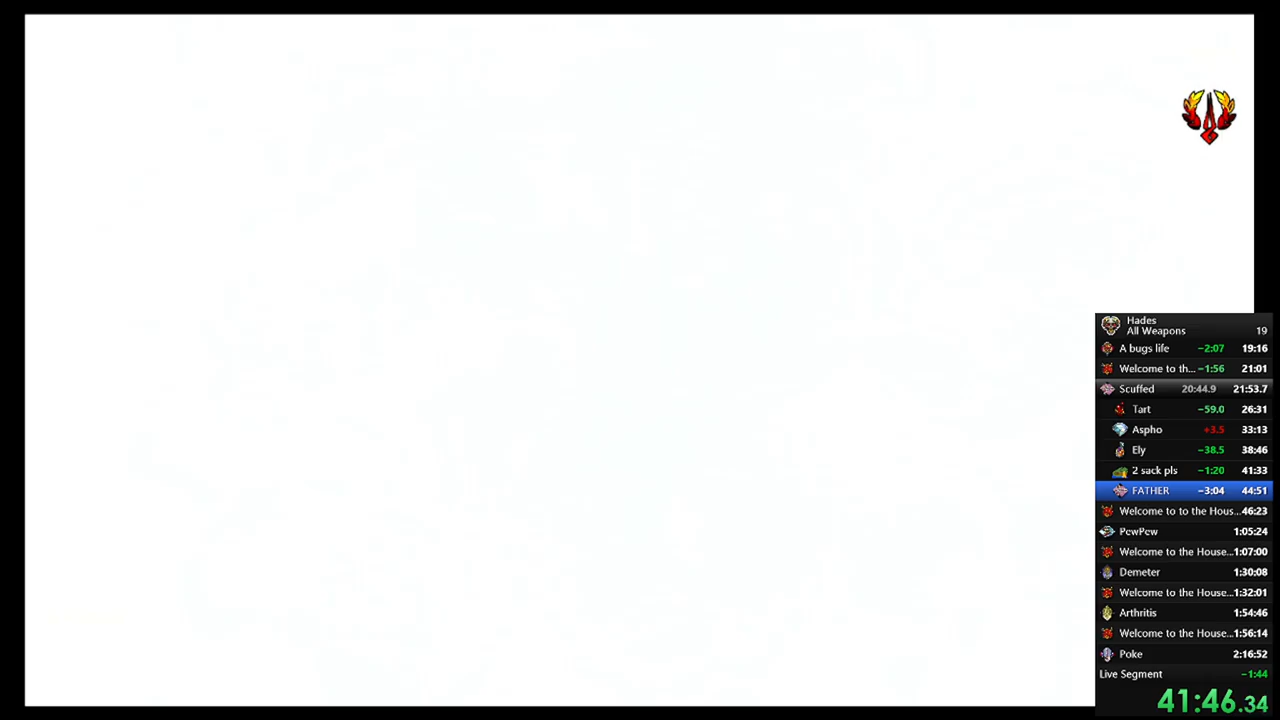 Hades
All Weapons 19
A bugs life −2:07 19:16
Welcome to th... −1:56 21:01
Scuffed 20:44.9 21:53.7
Tart −59.0 26:31
Aspho +3.5 33:13
Ely −38.5 38:46
2 sack pls −1:20 41:33
FATHER −3:04 44:51
Welcome to to the Hous... 46:23
PewPew 1:05:24
Welcome to the House... 1:07:00
Demeter 1:30:08
Welcome to the House... 1:32:01
Arthritis 1:54:46
Welcome to the House... 1:56:14
Poke 2:16:52
Live Segment −1:44
41:46.34